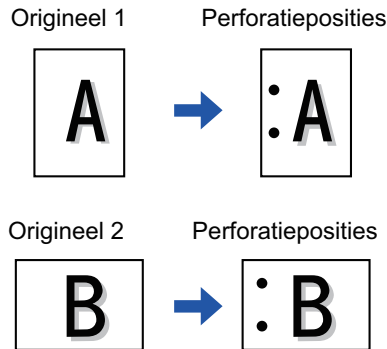 Origineel 1 Perforatieposities
A A
Origineel 2 Perforatieposities
B B